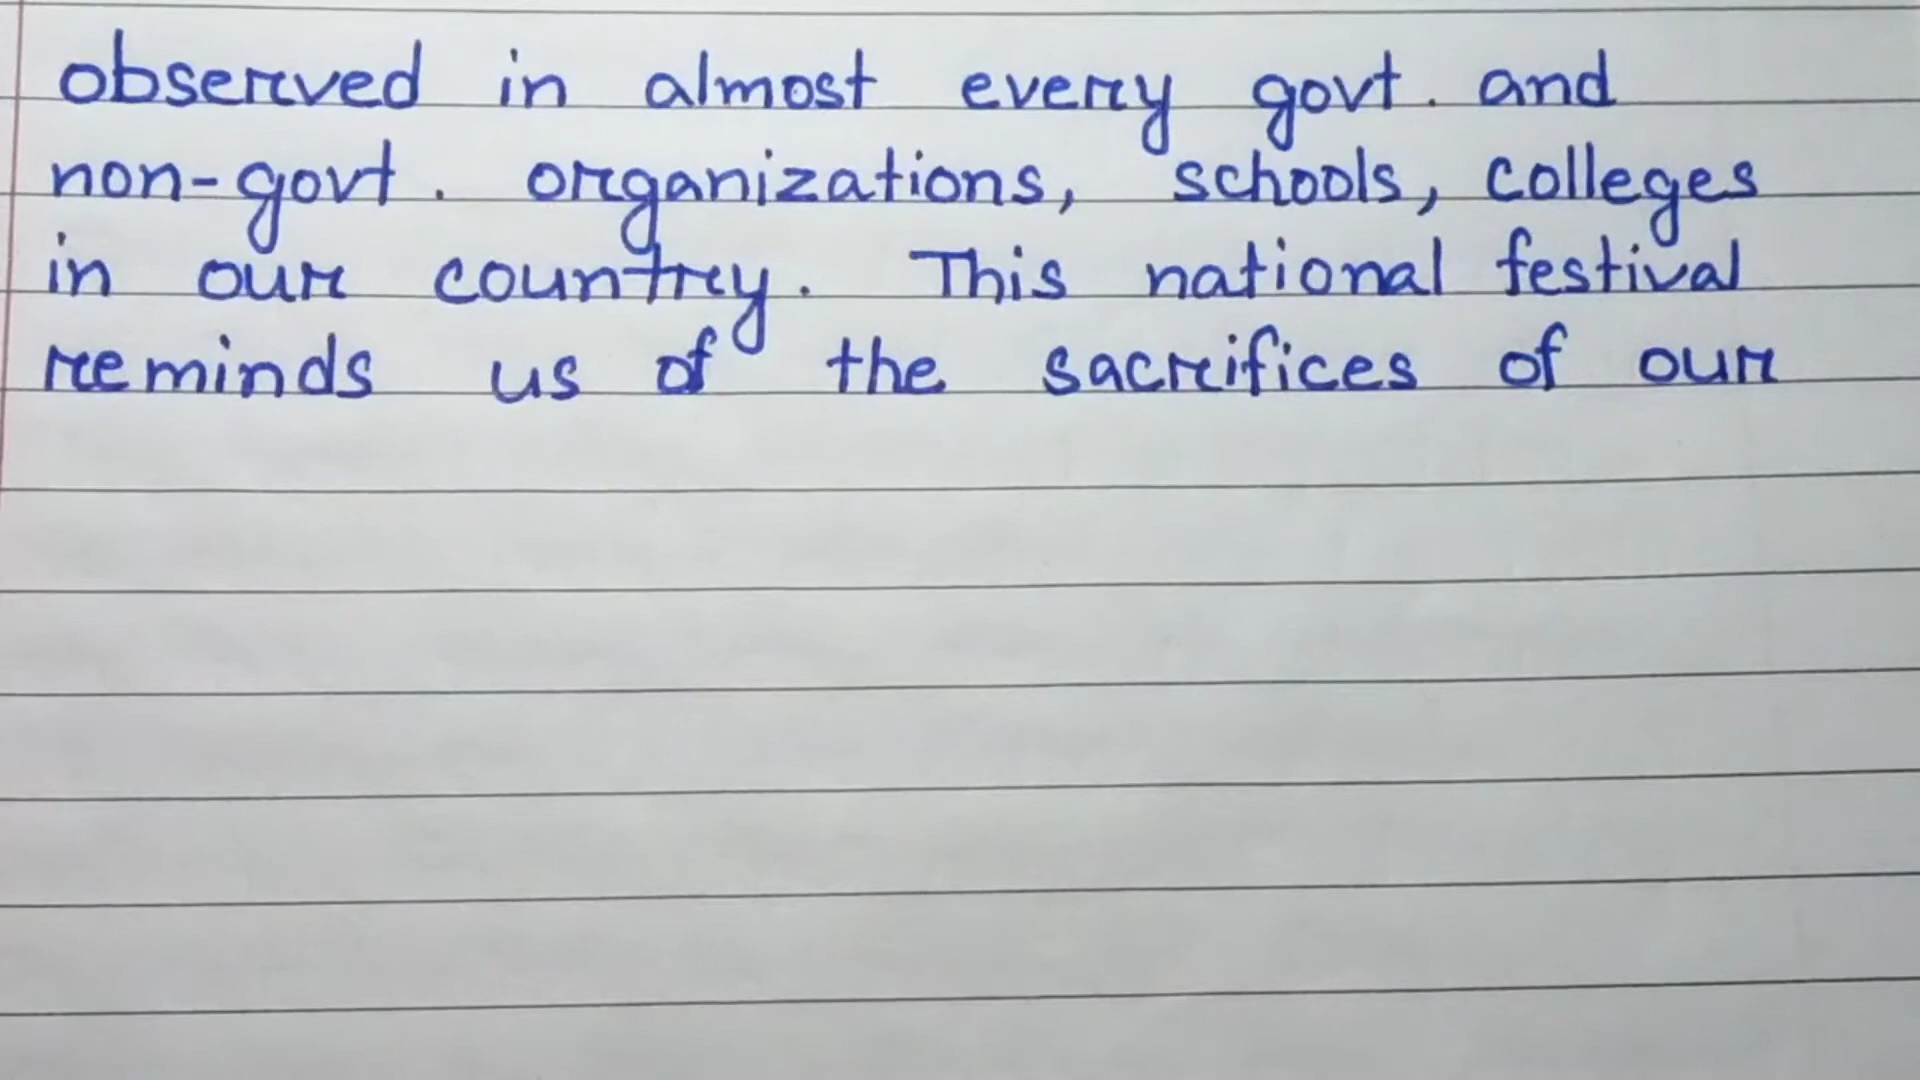 observed in almost every govt. and
non-govt. organizations, schools, colleges
in our country. This national festival
reminds us of the sacrifices of our